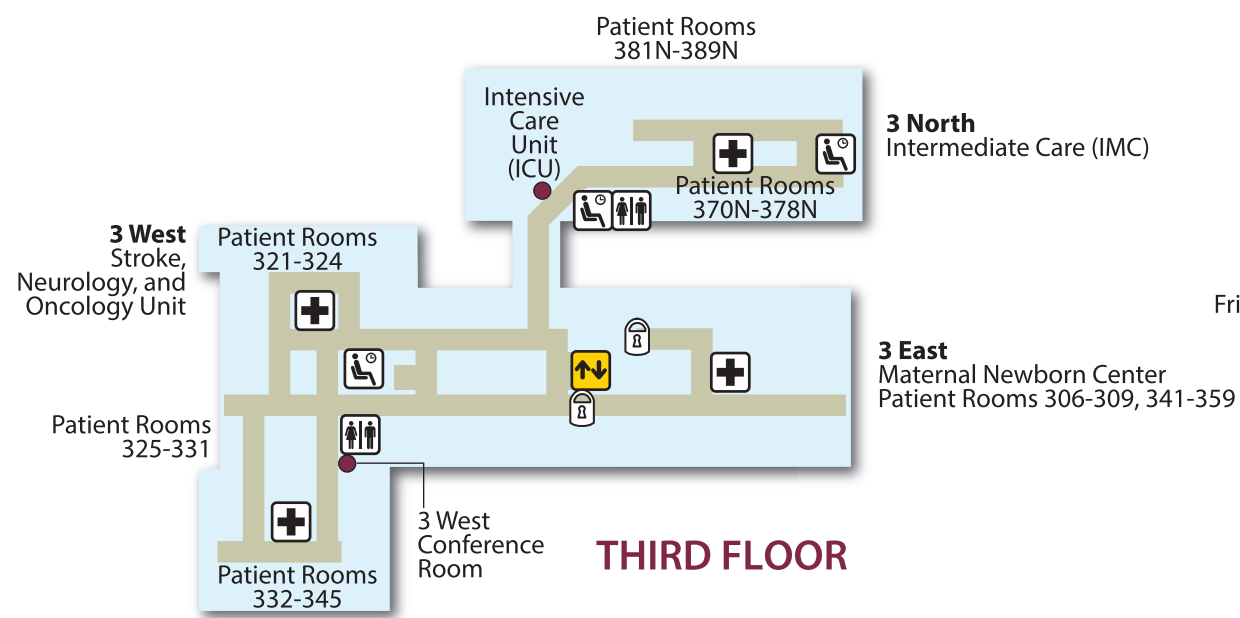 Patient Rooms
381N-389N
Intensive
Care
Unit
(ICU)
3 North
Intermediate Care (IMC)
Patient Rooms
370N-378N
3 West
Stroke,
Neurology, and
Oncology Unit
Patient Rooms
321-324
Fri
3 East
Maternal Newborn Center
Patient Rooms 306-309, 341-359
Patient Rooms
325-331
3 West
Conference
Room
THIRD FLOOR
Patient Rooms
332-345